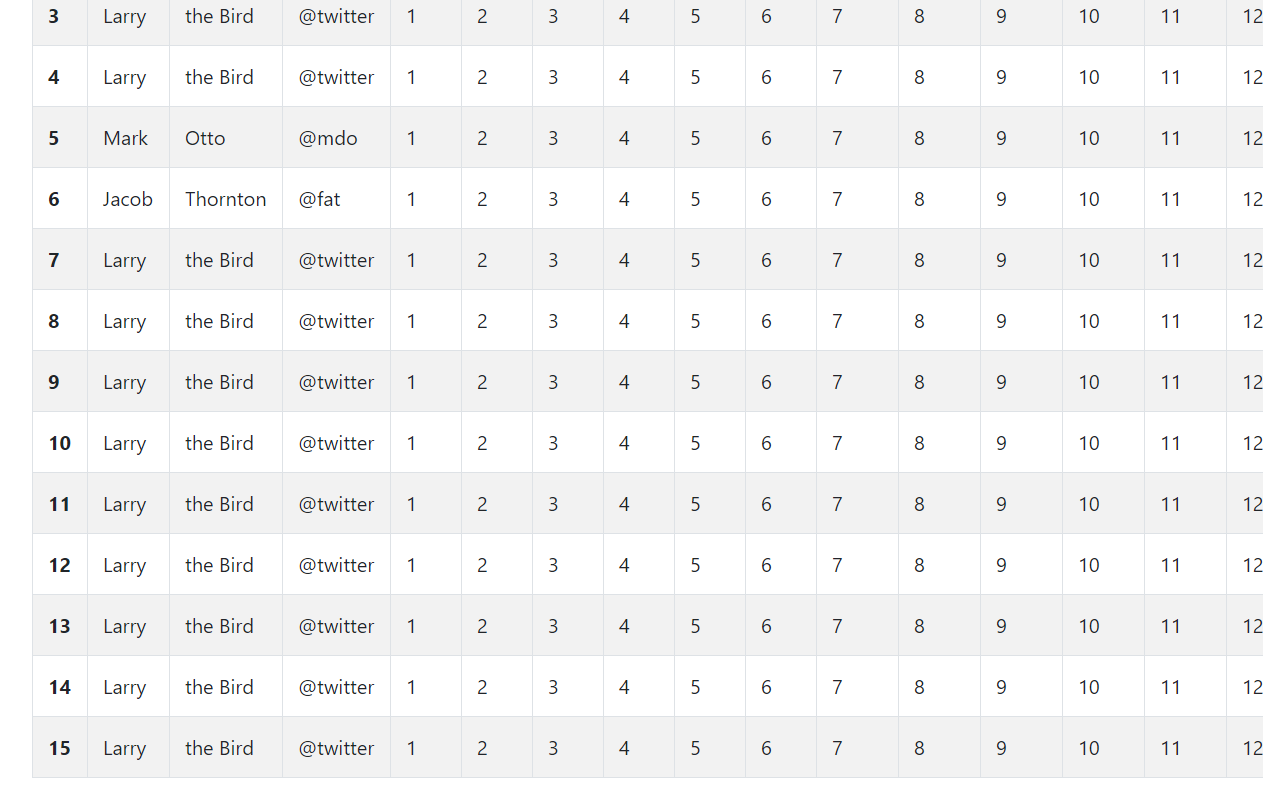 3 Larry the Bird @twitter 1 2 3 4 5 6 7 8 9 10 11 12
4 Larry the Bird @twitter 1 2 3 4 5 6 7 8 9 10 11 12
5 Mark Otto @mdo 1 2 3 4 5 6 7 8 9 10 11 12
6 Jacob Thornton @fat 1 2 3 4 5 6 7 8 9 10 11 12
7 Larry the Bird @twitter 1 2 3 4 5 6 7 8 9 10 11 12
8 Larry the Bird @twitter 1 2 3 4 5 6 7 8 9 10 11 12
9 Larry the Bird @twitter 1 2 3 4 5 6 7 8 9 10 11 12
10 Larry the Bird @twitter 1 2 3 4 5 6 7 8 9 10 11 12
11 Larry the Bird @twitter 1 2 3 4 5 6 7 8 9 10 11 12
12 Larry the Bird @twitter 1 2 3 4 5 6 7 8 9 10 11 12
13 Larry the Bird @twitter 1 2 3 4 5 6 7 8 9 10 11 12
14 Larry the Bird @twitter 1 2 3 4 5 6 7 8 9 10 11 12
15 Larry the Bird @twitter 1 2 3 4 5 6 7 8 9 10 11 12